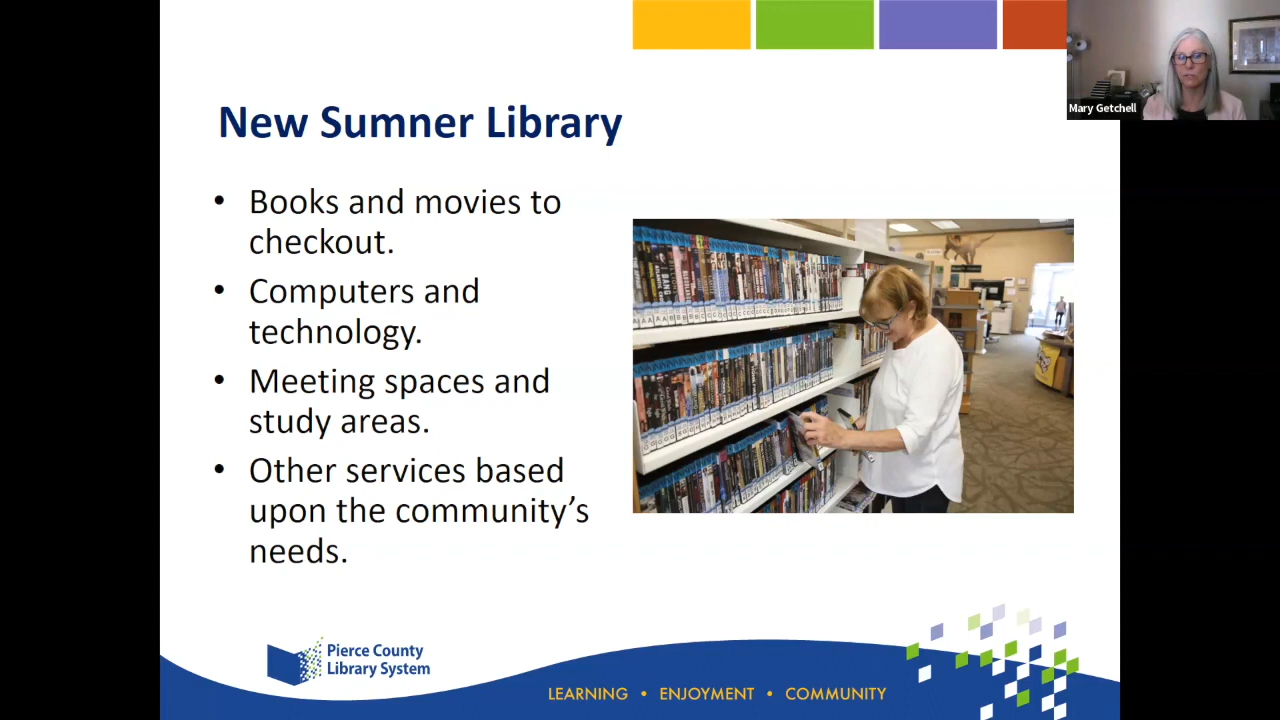 Mary Getchell
New Sumner Library
• Books and movies to
checkout.
• Computers and
technology.
• Meeting spaces and
study areas.
• Other services based
upon the community’s
needs.
Pierce County
Library System
LEARNING • ENJOYMENT • COMMUNITY